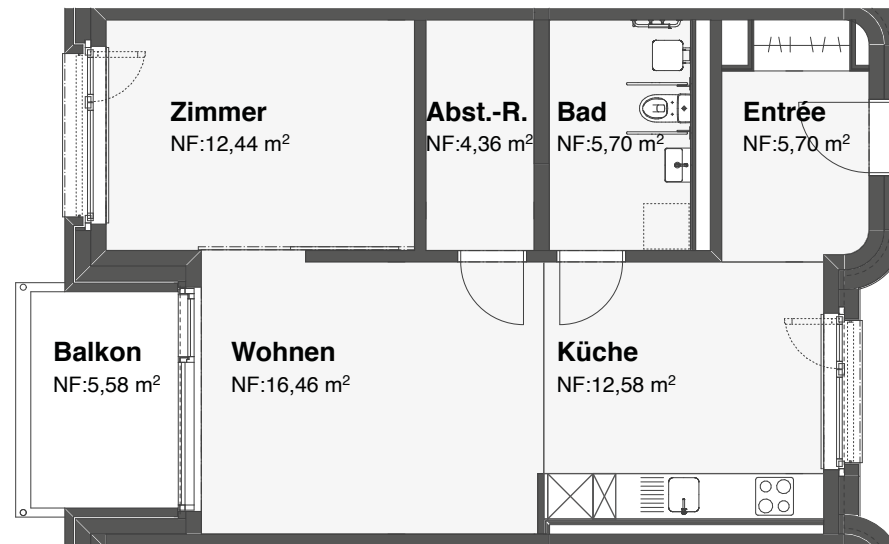 Zimmer
NF:12,44 m²
Abst.-R.
NF:4,36 m²
Bad
NF:5,70 m²
Entrée
NF:5,70 m²
Balkon
NF:5,58 m²
Wohnen
NF:16,46 m²
Küche
NF:12,58 m²